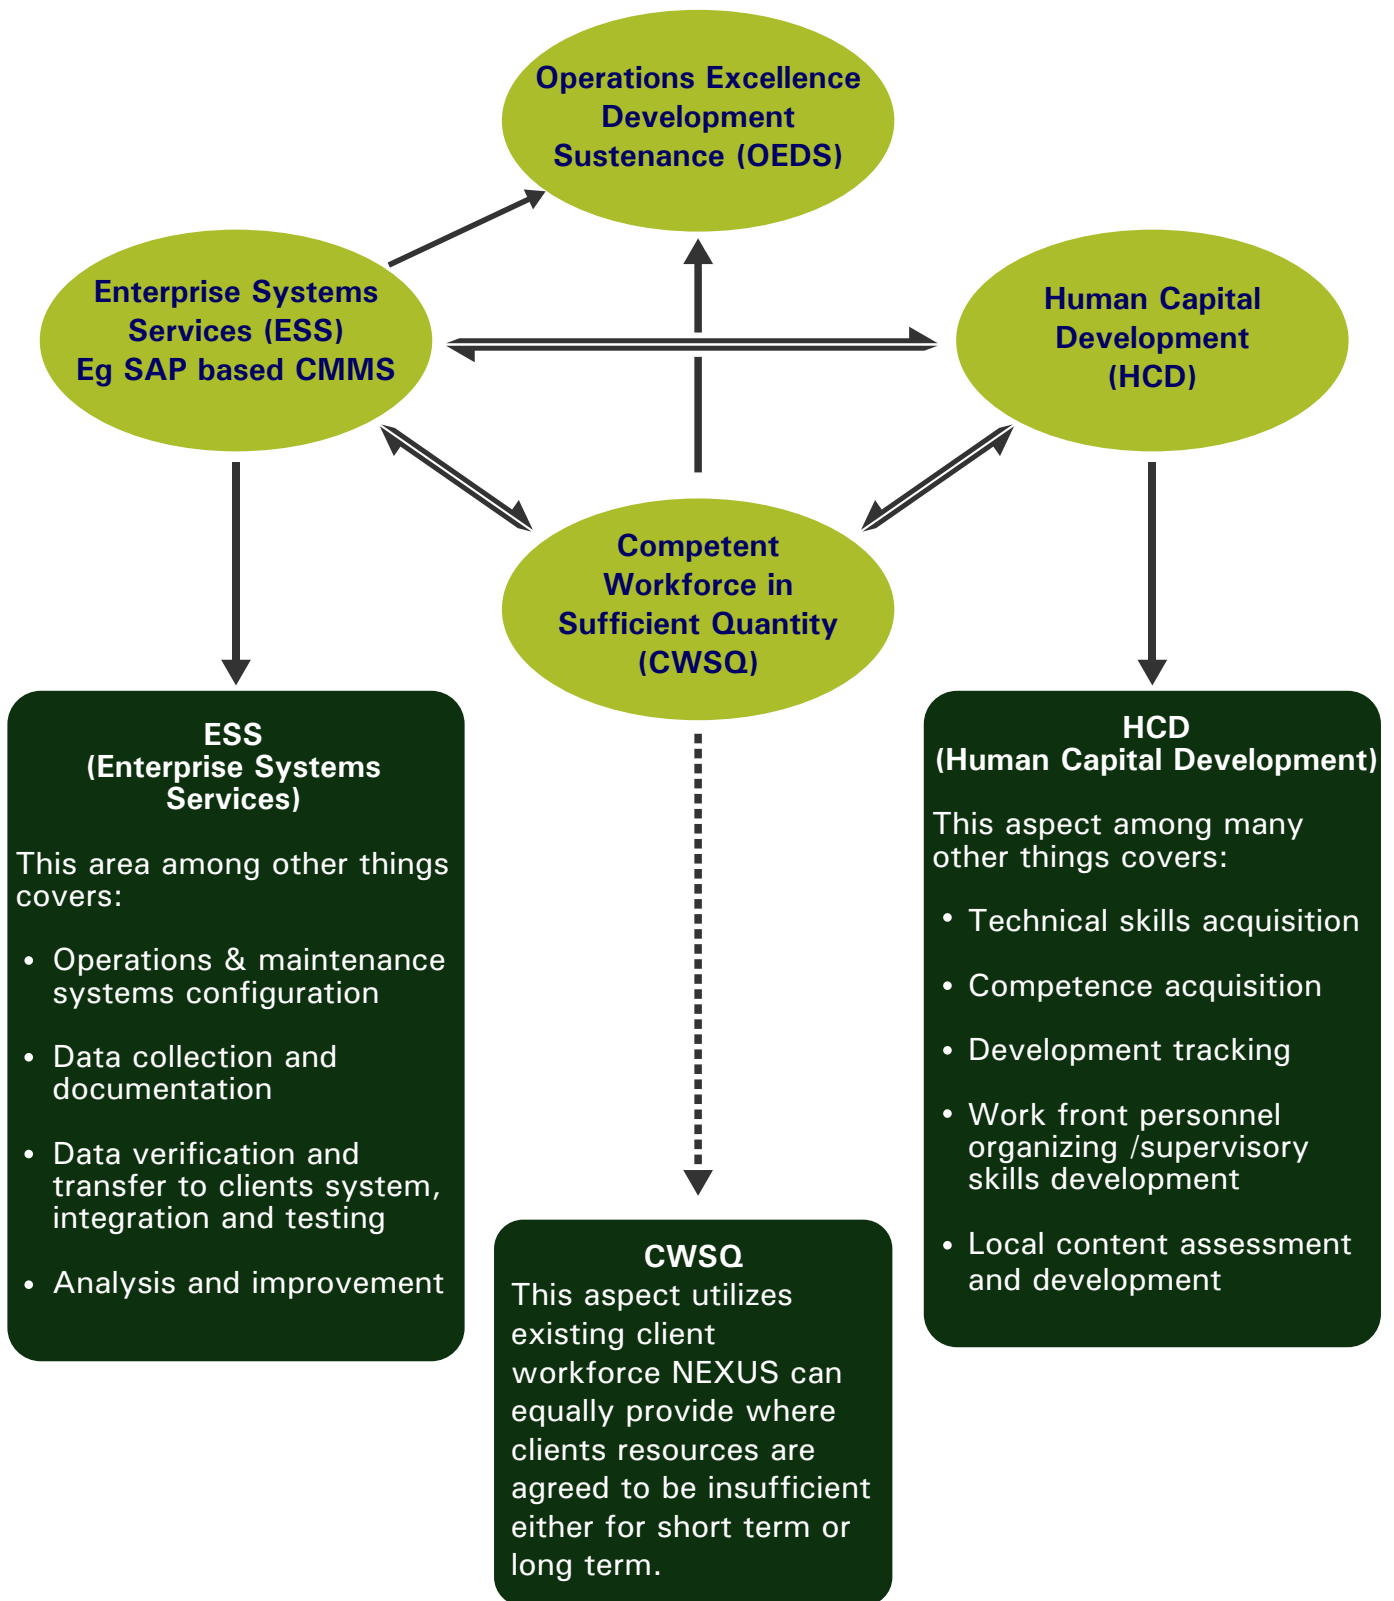 Operations Excellence
Development
Sustenance (OEDS)
Enterprise Systems
Services (ESS)
Eg SAP based CMMS
Human Capital
Development
(HCD)
Competent
Workforce in
Sufficient Quantity
(CWSQ)
ESS
(Enterprise Systems
Services)
This area among other things
covers:
• Operations & maintenance
systems configuration
• Data collection and
documentation
• Data verification and
transfer to clients system,
integration and testing
• Analysis and improvement
CWSQ
This aspect utilizes
existing client
workforce NEXUS can
equally provide where
clients resources are
agreed to be insufficient
either for short term or
long term.
HCD
(Human Capital Development)
This aspect among many
other things covers:
• Technical skills acquisition
• Competence acquisition
• Development tracking
• Work front personnel
organizing /supervisory
skills development
• Local content assessment
and development